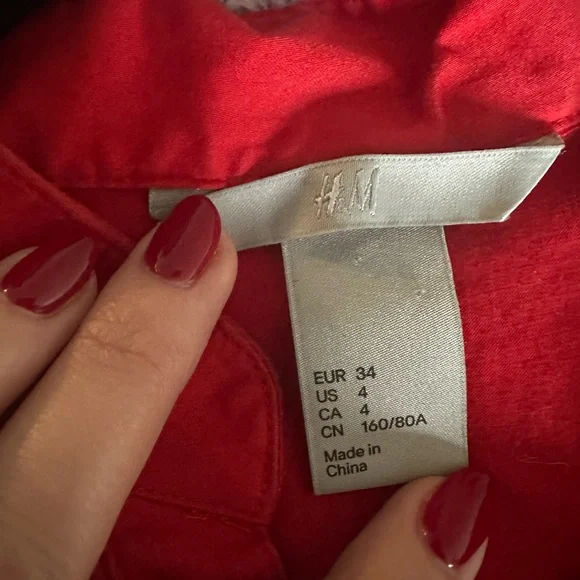 H&M
EUR 34
US 4
CA 4
CN 160/80A
Made in
China